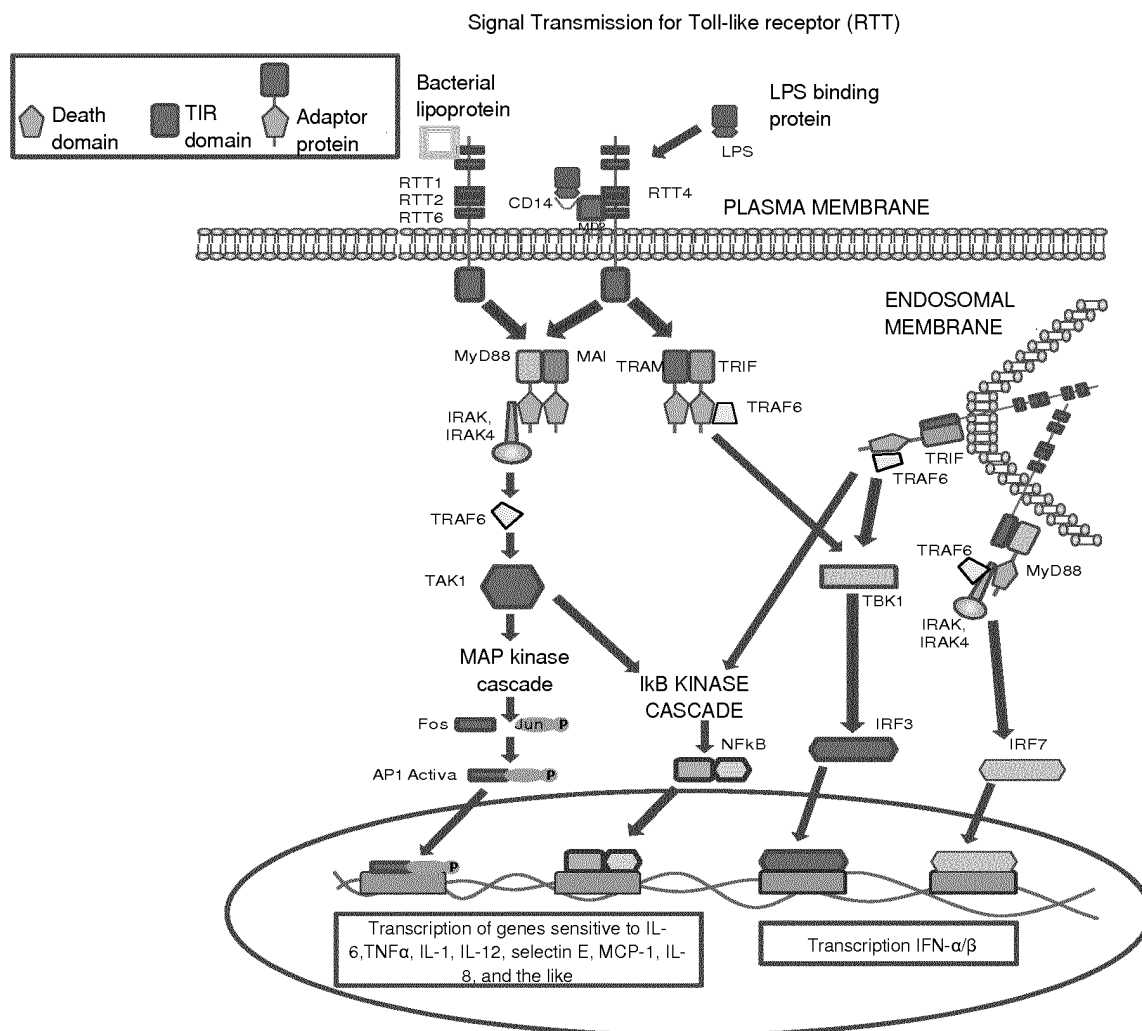 Signal Transmission for Toll-like receptor (RTT)
Death
domain
TIR
domain
Adaptor
protein
Bacterial
lipoprotein
LPS binding
protein
LPS
RTT1
RTT2
RTT6
CD14
MD2
RTT4
PLASMA MEMBRANE
ENDOSOMAL
MEMBRANE
MyD88
MAI
TRAM
TRIF
IRAK,
IRAK4
TRAF6
TRIF
TRAF6
TRAF6
TAK1
TRAF6
MyD88
TBK1
IRAK,
IRAK4
MAP kinase
cascade
IkB KINASE
CASCADE
Fos
Jun
P
NFkB
IRF3
IRF7
AP1 Activa
P
P
Transcription of genes sensitive to IL-
6,TNFα, IL-1, IL-12, selectin E, MCP-1, IL-
8, and the like
Transcription IFN-α/β